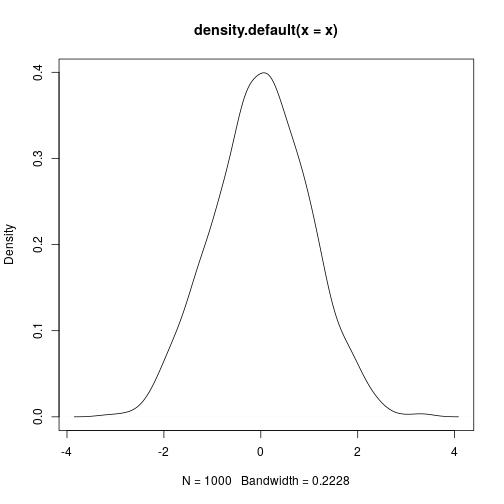 density.default(x = x)
Density
0.4
0.3
0.2
0.1
0.0
-4 -2 0 2 4
N = 1000 Bandwidth = 0.2228